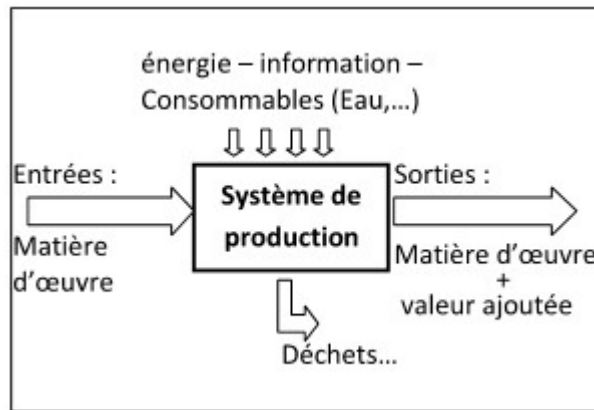 énergie – information –
Consommables (Eau,...)
Entrées :
Matière
d'œuvre
Système de
production
Sorties :
Matière d'œuvre
+
valeur ajoutée
Déchets...